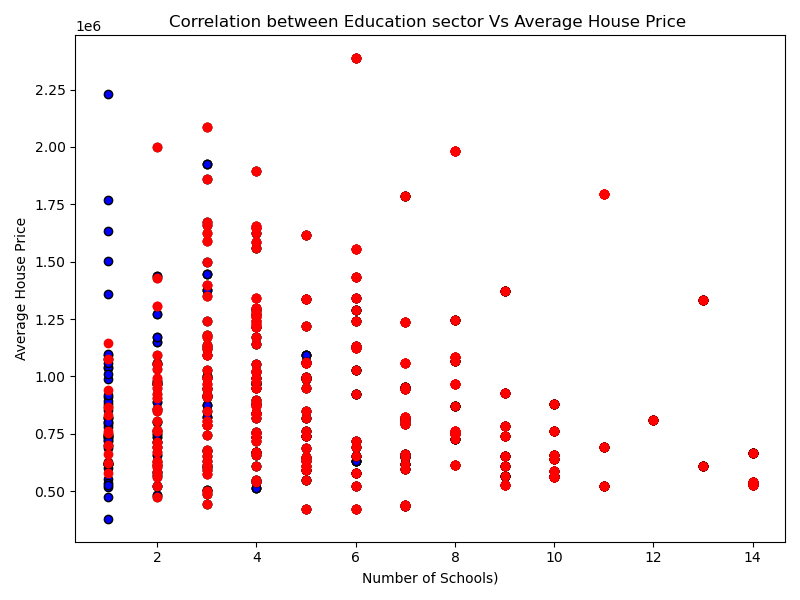 Correlation between Education sector Vs Average House Price
1e6
2.25
2.00
1.75
1.50
1.25
1.00
0.75
0.50
Average House Price
2 4 6 8 10 12 14
Number of Schools)